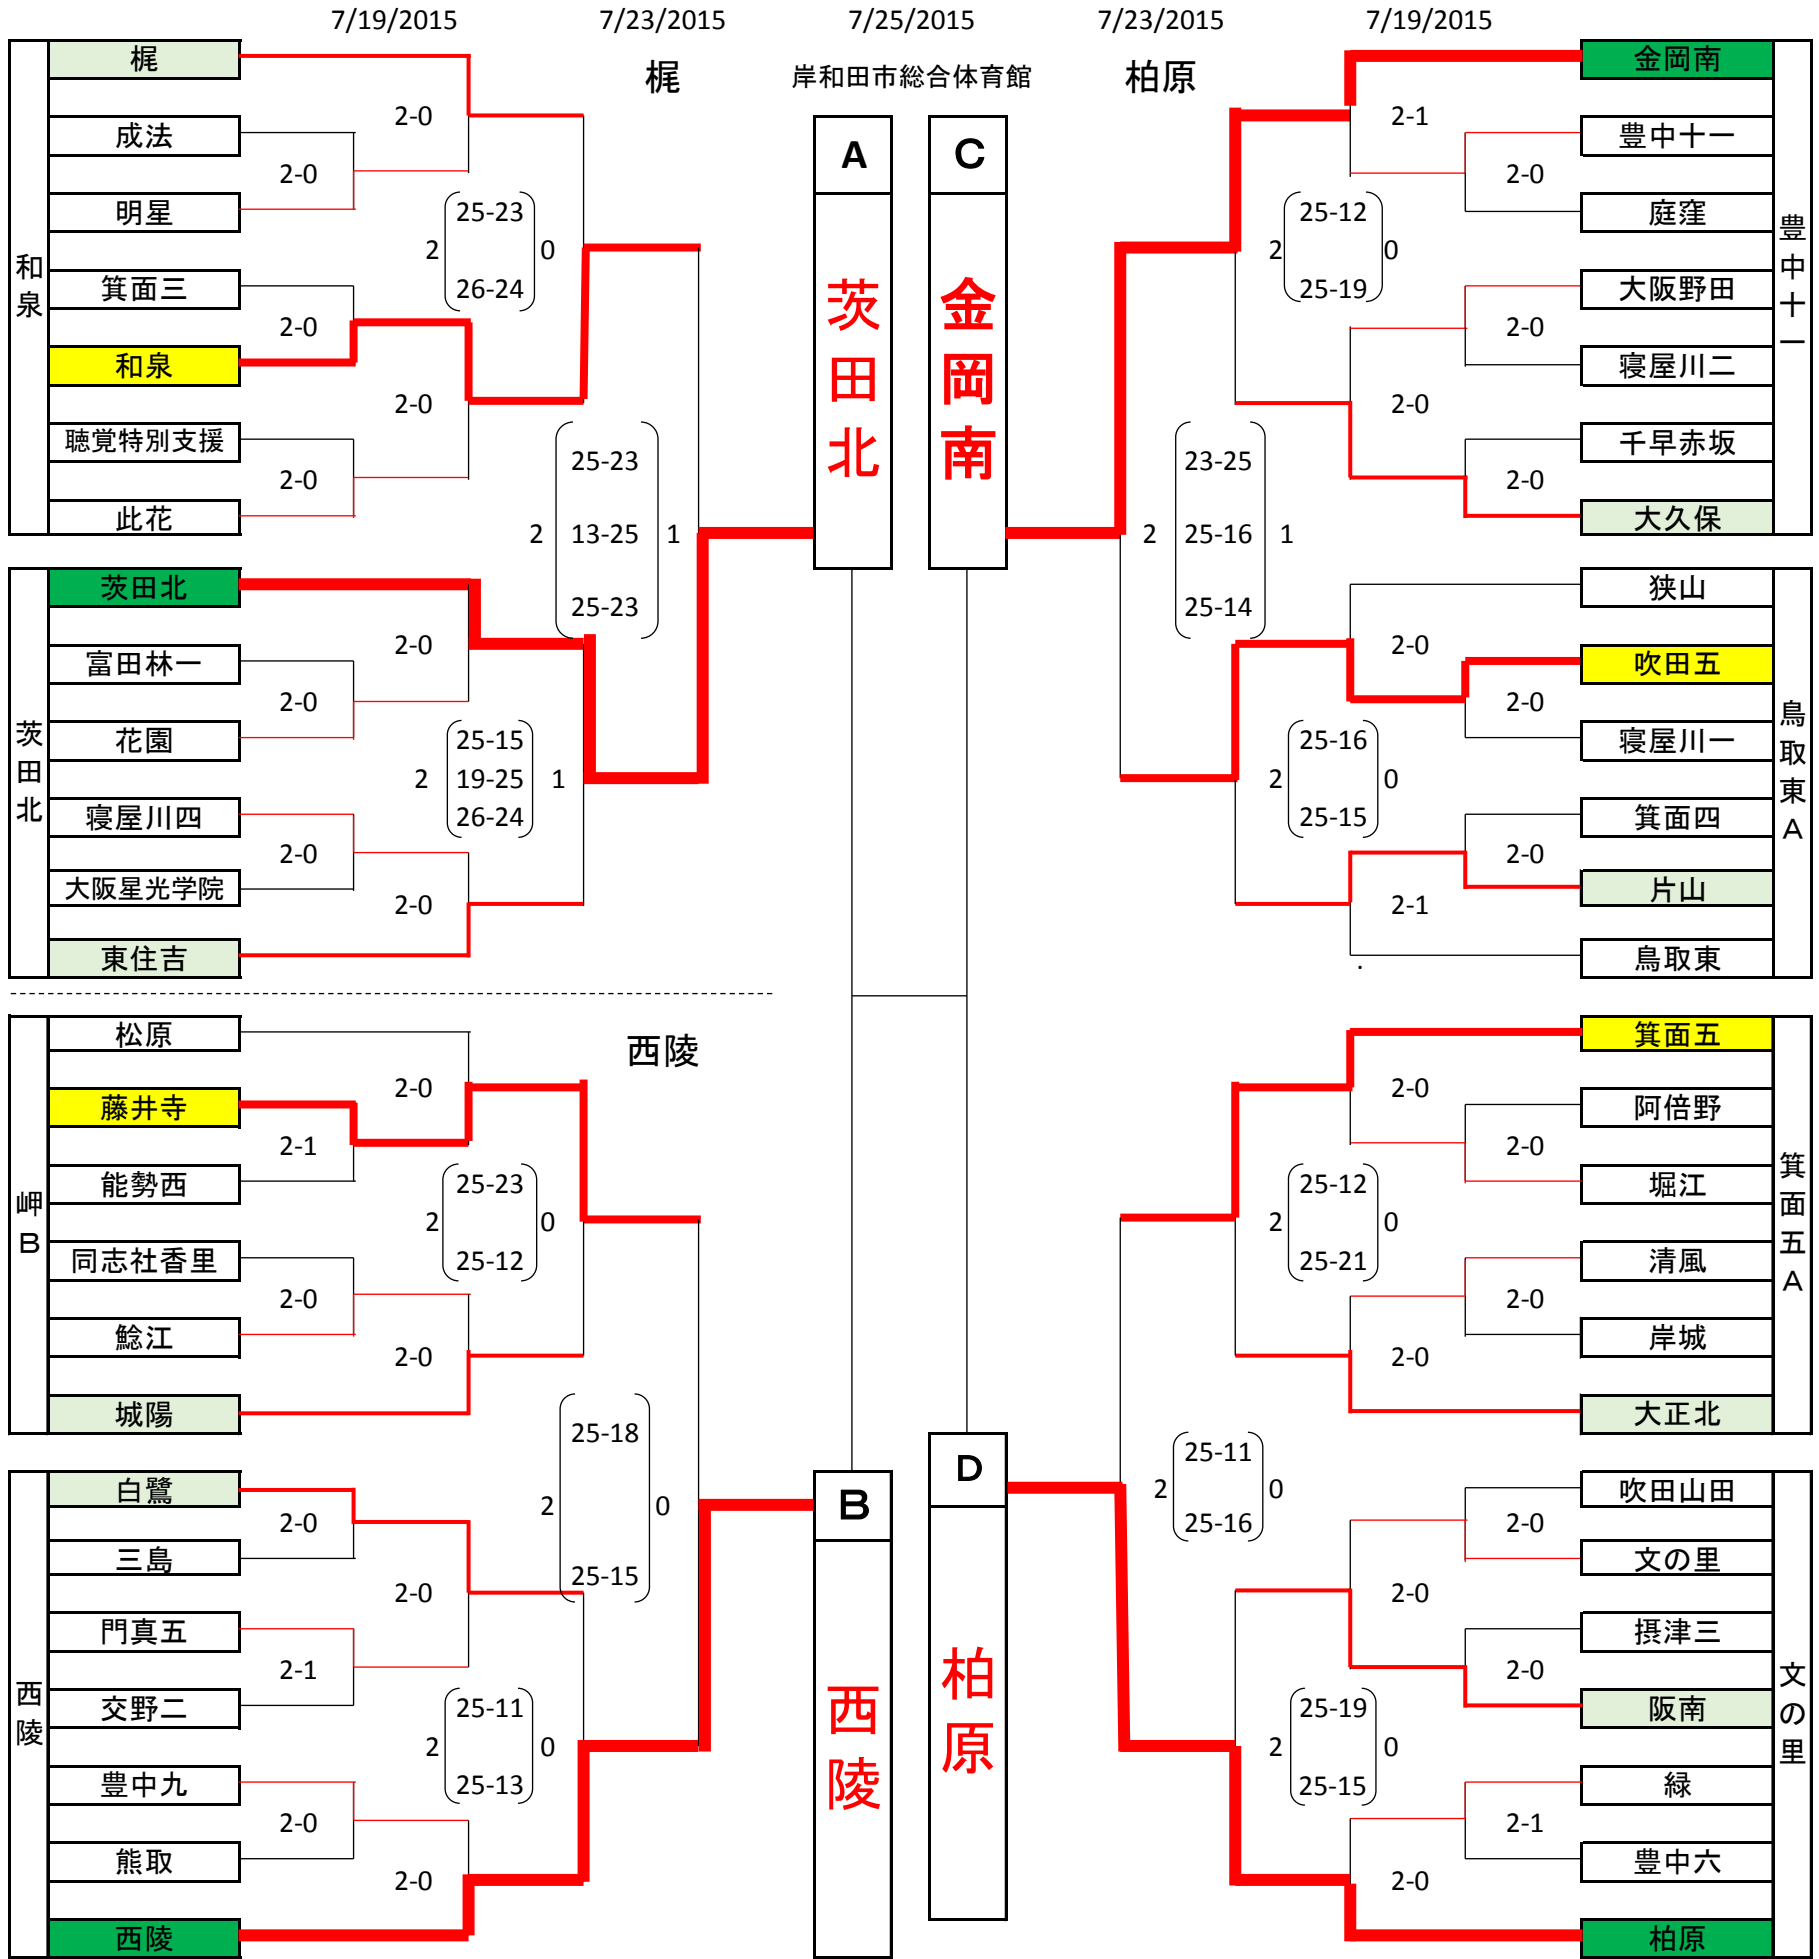 7/19/2015 7/23/2015 7/25/2015 7/23/2015 7/19/2015
梶 岸和田市総合体育館 柏原
和泉
梶
2-0
成法
2-0
明星
25-23
2 0
26-24
箕面三
2-0
和泉
2-0
聴覚特別支援
2-0
此花
25-23
2 13-25 1
25-23
茨田北
茨田北
2-0
富田林一
2-0
花園
25-15
2 19-25 1
26-24
寝屋川四
2-0
大阪星光学院
2-0
東住吉
A
茨田北
C
金岡南
豊中十一
金岡南
2-1
豊中十一
2-0
庭窪
25-12
2 0
25-19
大阪野田
2-0
寝屋川二
2-0
千早赤坂
2-0
大久保
23-25
2 25-16 1
25-14
鳥取東A
狭山
2-0
吹田五
2-0
寝屋川一
25-16
2 0
25-15
箕面四
2-0
片山
2-1
鳥取東
西陵
岬B
松原
2-0
藤井寺
2-1
能勢西
25-23
2 0
25-12
同志社香里
2-0
鯰江
2-0
城陽
25-18
2 0
25-15
西陵
白鷺
2-0
三島
2-0
門真五
2-1
交野二
25-11
2 0
25-13
豊中九
2-0
熊取
2-0
西陵
B
西陵
D
柏原
箕面五A
箕面五
2-0
阿倍野
2-0
堀江
25-12
2 0
25-21
清風
2-0
岸城
2-0
大正北
25-11
2 0
25-16
文の里
吹田山田
2-0
文の里
2-0
摂津三
2-0
阪南
25-19
2 0
25-15
緑
2-1
豊中六
2-0
柏原